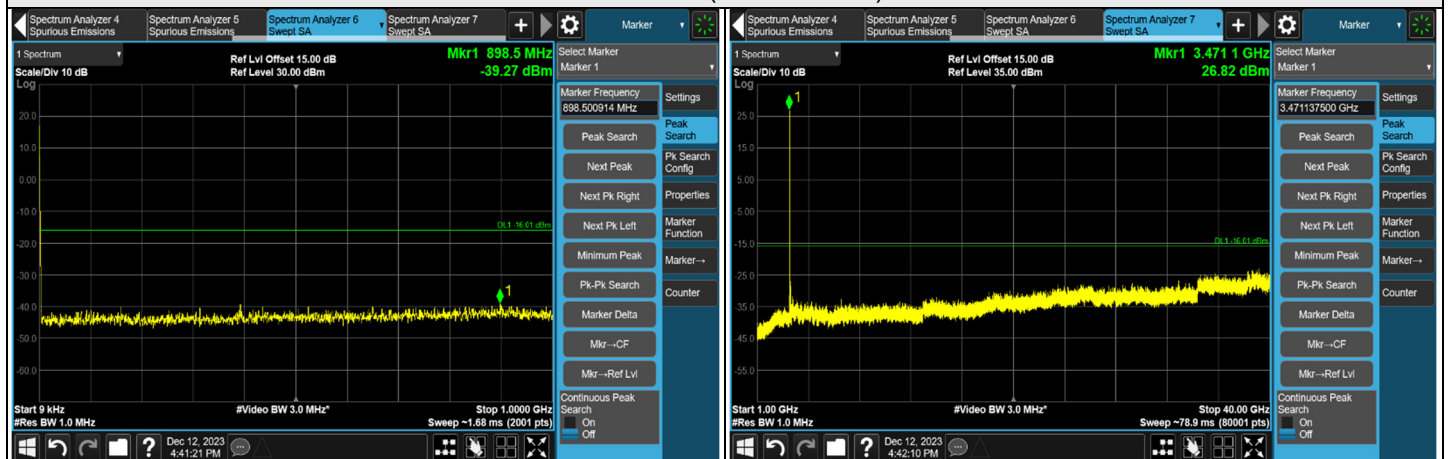 Spectrum Analyzer 4
Spurious Emissions
Spectrum Analyzer 5
Spurious Emissions
Spectrum Analyzer 6
Swept SA
Spectrum Analyzer 7
Swept SA
+
Marker
1 Spectrum
Scale/Div 10 dB
Log
Ref Lvl Offset 15.00 dB
Ref Level 30.00 dBm
Mkr1 898.5 MHz
-39.27 dBm
20.0
10.0
0.00
-10.0
-20.0
-30.0
-40.0
-50.0
-60.0
DL1 -16.01 dBm
1
Start 9 kHz
#Res BW 1.0 MHz
#Video BW 3.0 MHz*
Stop 1.0000 GHz
Sweep ~1.68 ms (2001 pts)
Select Marker
Marker 1
Marker Frequency
898.500914 MHz
Peak Search
Next Peak
Next Pk Right
Next Pk Left
Minimum Peak
Pk-Pk Search
Marker Delta
Mkr→CF
Mkr→Ref Lvl
Continuous Peak
Search
On
Off
Settings
Peak
Search
Pk Search
Config
Properties
Marker
Function
Marker→
Counter
?
Dec 12, 2023
4:41:21 PM
Spectrum Analyzer 4
Spurious Emissions
Spectrum Analyzer 5
Spurious Emissions
Spectrum Analyzer 6
Swept SA
Spectrum Analyzer 7
Swept SA
+
Marker
1 Spectrum
Scale/Div 10 dB
Log
Ref Lvl Offset 15.00 dB
Ref Level 35.00 dBm
Mkr1 3.471 1 GHz
26.82 dBm
25.0
15.0
5.00
-5.00
-15.0
-25.0
-35.0
-45.0
-55.0
DL1 -16.01 dBm
1
Start 1.00 GHz
#Res BW 1.0 MHz
#Video BW 3.0 MHz*
Stop 40.00 GHz
Sweep ~78.9 ms (80001 pts)
Select Marker
Marker 1
Marker Frequency
3.471137500 GHz
Peak Search
Next Peak
Next Pk Right
Next Pk Left
Minimum Peak
Pk-Pk Search
Marker Delta
Mkr→CF
Mkr→Ref Lvl
Continuous Peak
Search
On
Off
Settings
Peak
Search
Pk Search
Config
Properties
Marker
Function
Marker→
Counter
?
Dec 12, 2023
4:42:10 PM